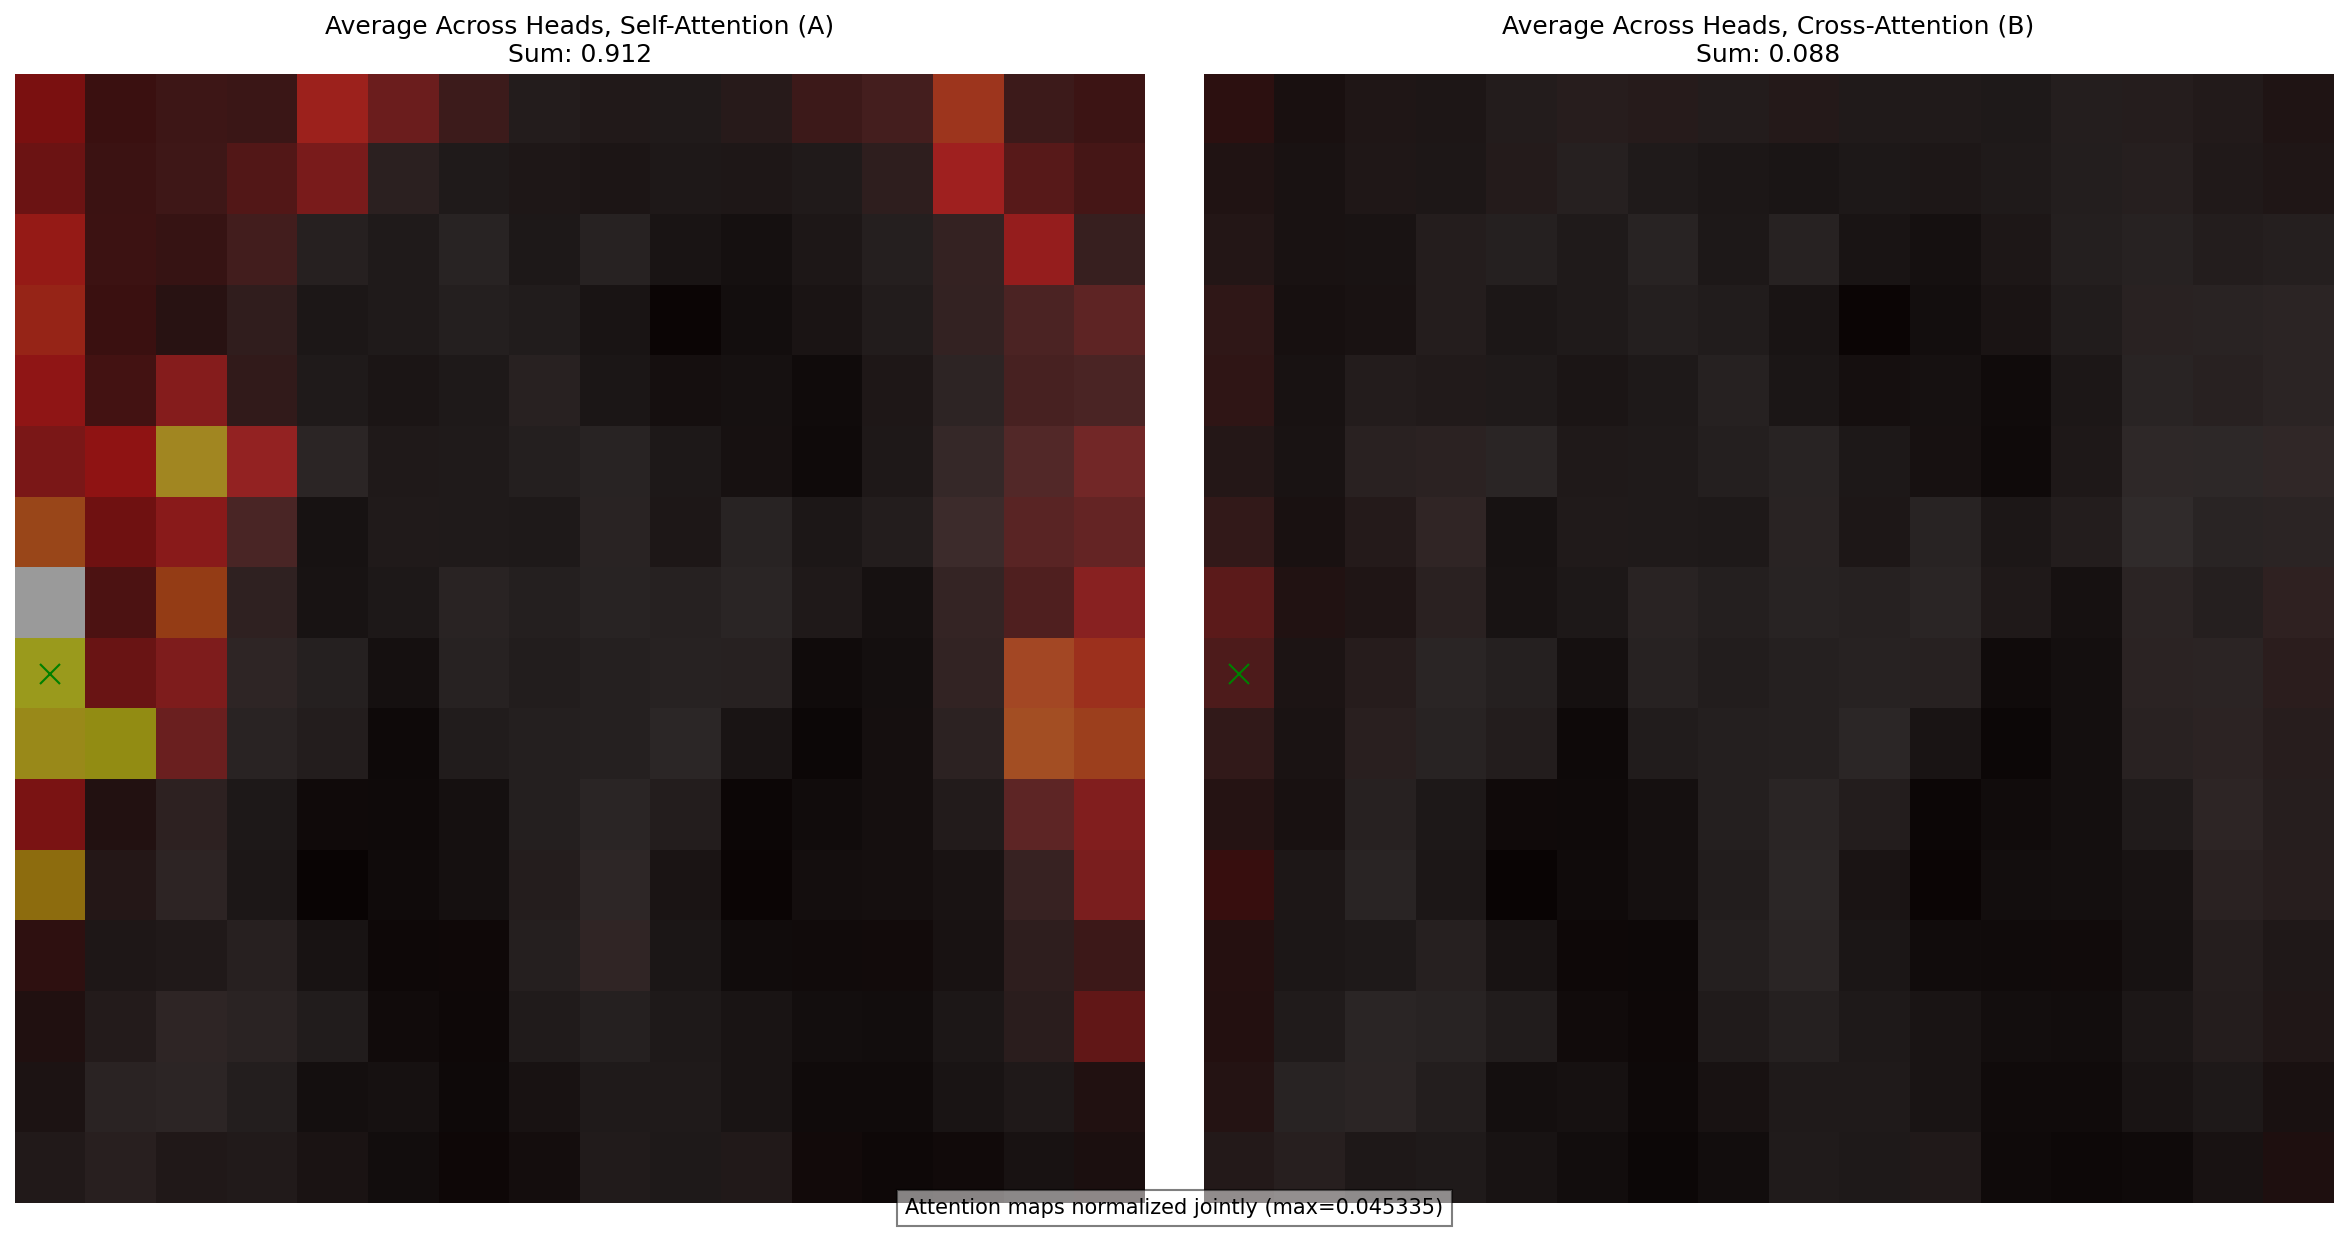 Average Across Heads, Self-Attention (A)
Sum: 0.912
Average Across Heads, Cross-Attention (B)
Sum: 0.088
Attention maps normalized jointly (max=0.045335)